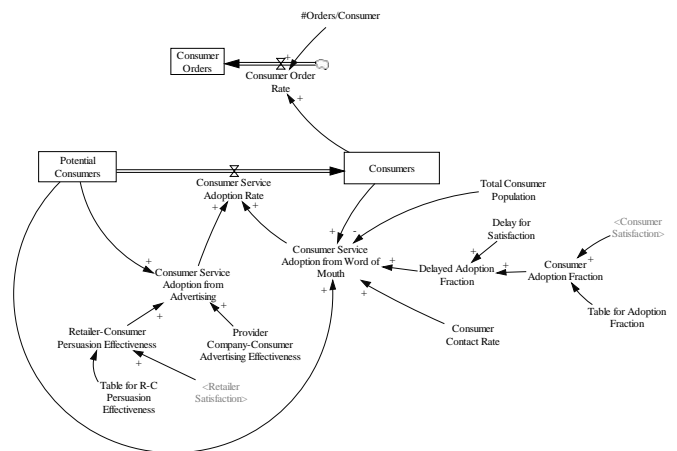 #Orders/Consumer
Consumer
Orders
+
Consumer Order
Rate
+
Potential
Consumers
Consumers
Consumer Service
Adoption Rate
+
+
Total Consumer
Population
Delay for
Satisfaction
<Consumer
Satisfaction>
+
-
+
+
Consumer Service
Adoption from Word of
Mouth
+
Delayed Adoption
Fraction
+
Consumer
Adoption Fraction
+
+
+
+
Consumer Service
Adoption from
Advertising
+
+
Table for Adoption
Fraction
Retailer-Consumer
Persuasion Effectiveness
+
Provider
Company-Consumer
Advertising Effectiveness
Consumer
Contact Rate
Table for R-C
Persuasion
Effectiveness
<Retailer
Satisfaction>